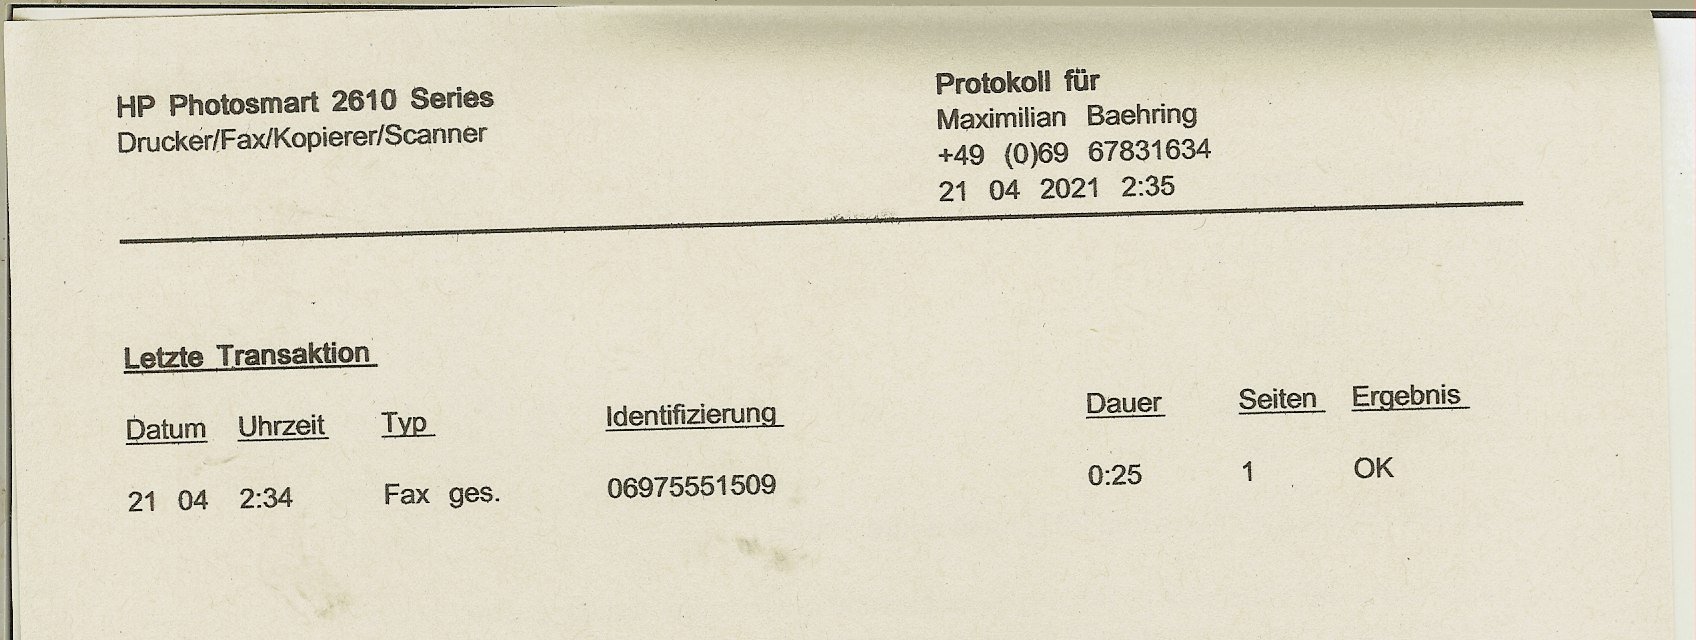 HP Photosmart 2610 Series
Drucker/Fax/Kopierer/Scanner
Protokoll für
Maximilian Baehring
+49 (0)69 67831634
21 04 2021 2:35
Letzte Transaktion
Datum Uhrzeit Typ Identifizierung Dauer Seiten Ergebnis
21 04 2:34 Fax ges. 06975551509 0:25 1 OK